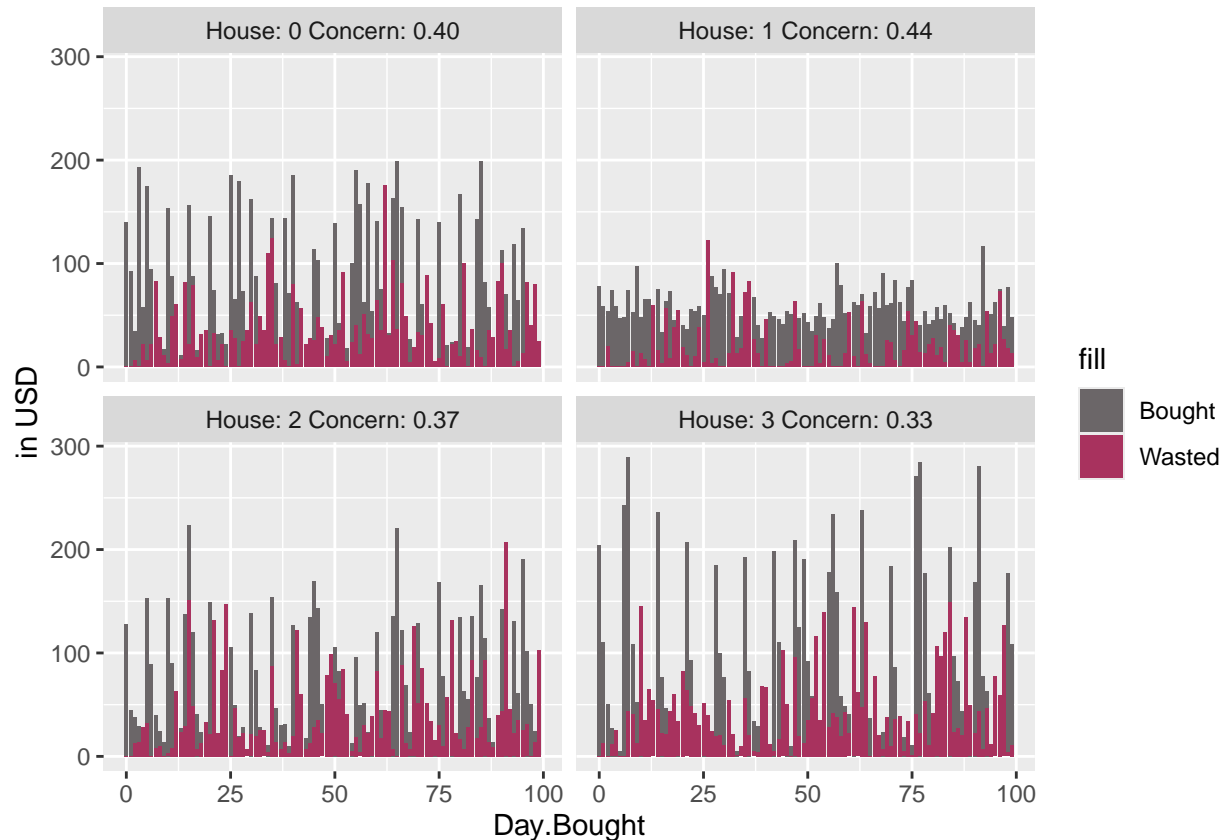 House: 0 Concern: 0.40
House: 1 Concern: 0.44
300
200
100
0
House: 2 Concern: 0.37
House: 3 Concern: 0.33
300
200
100
0
in USD
0 25 50 75 100
0 25 50 75 100
Day.Bought
fill
Bought
Wasted